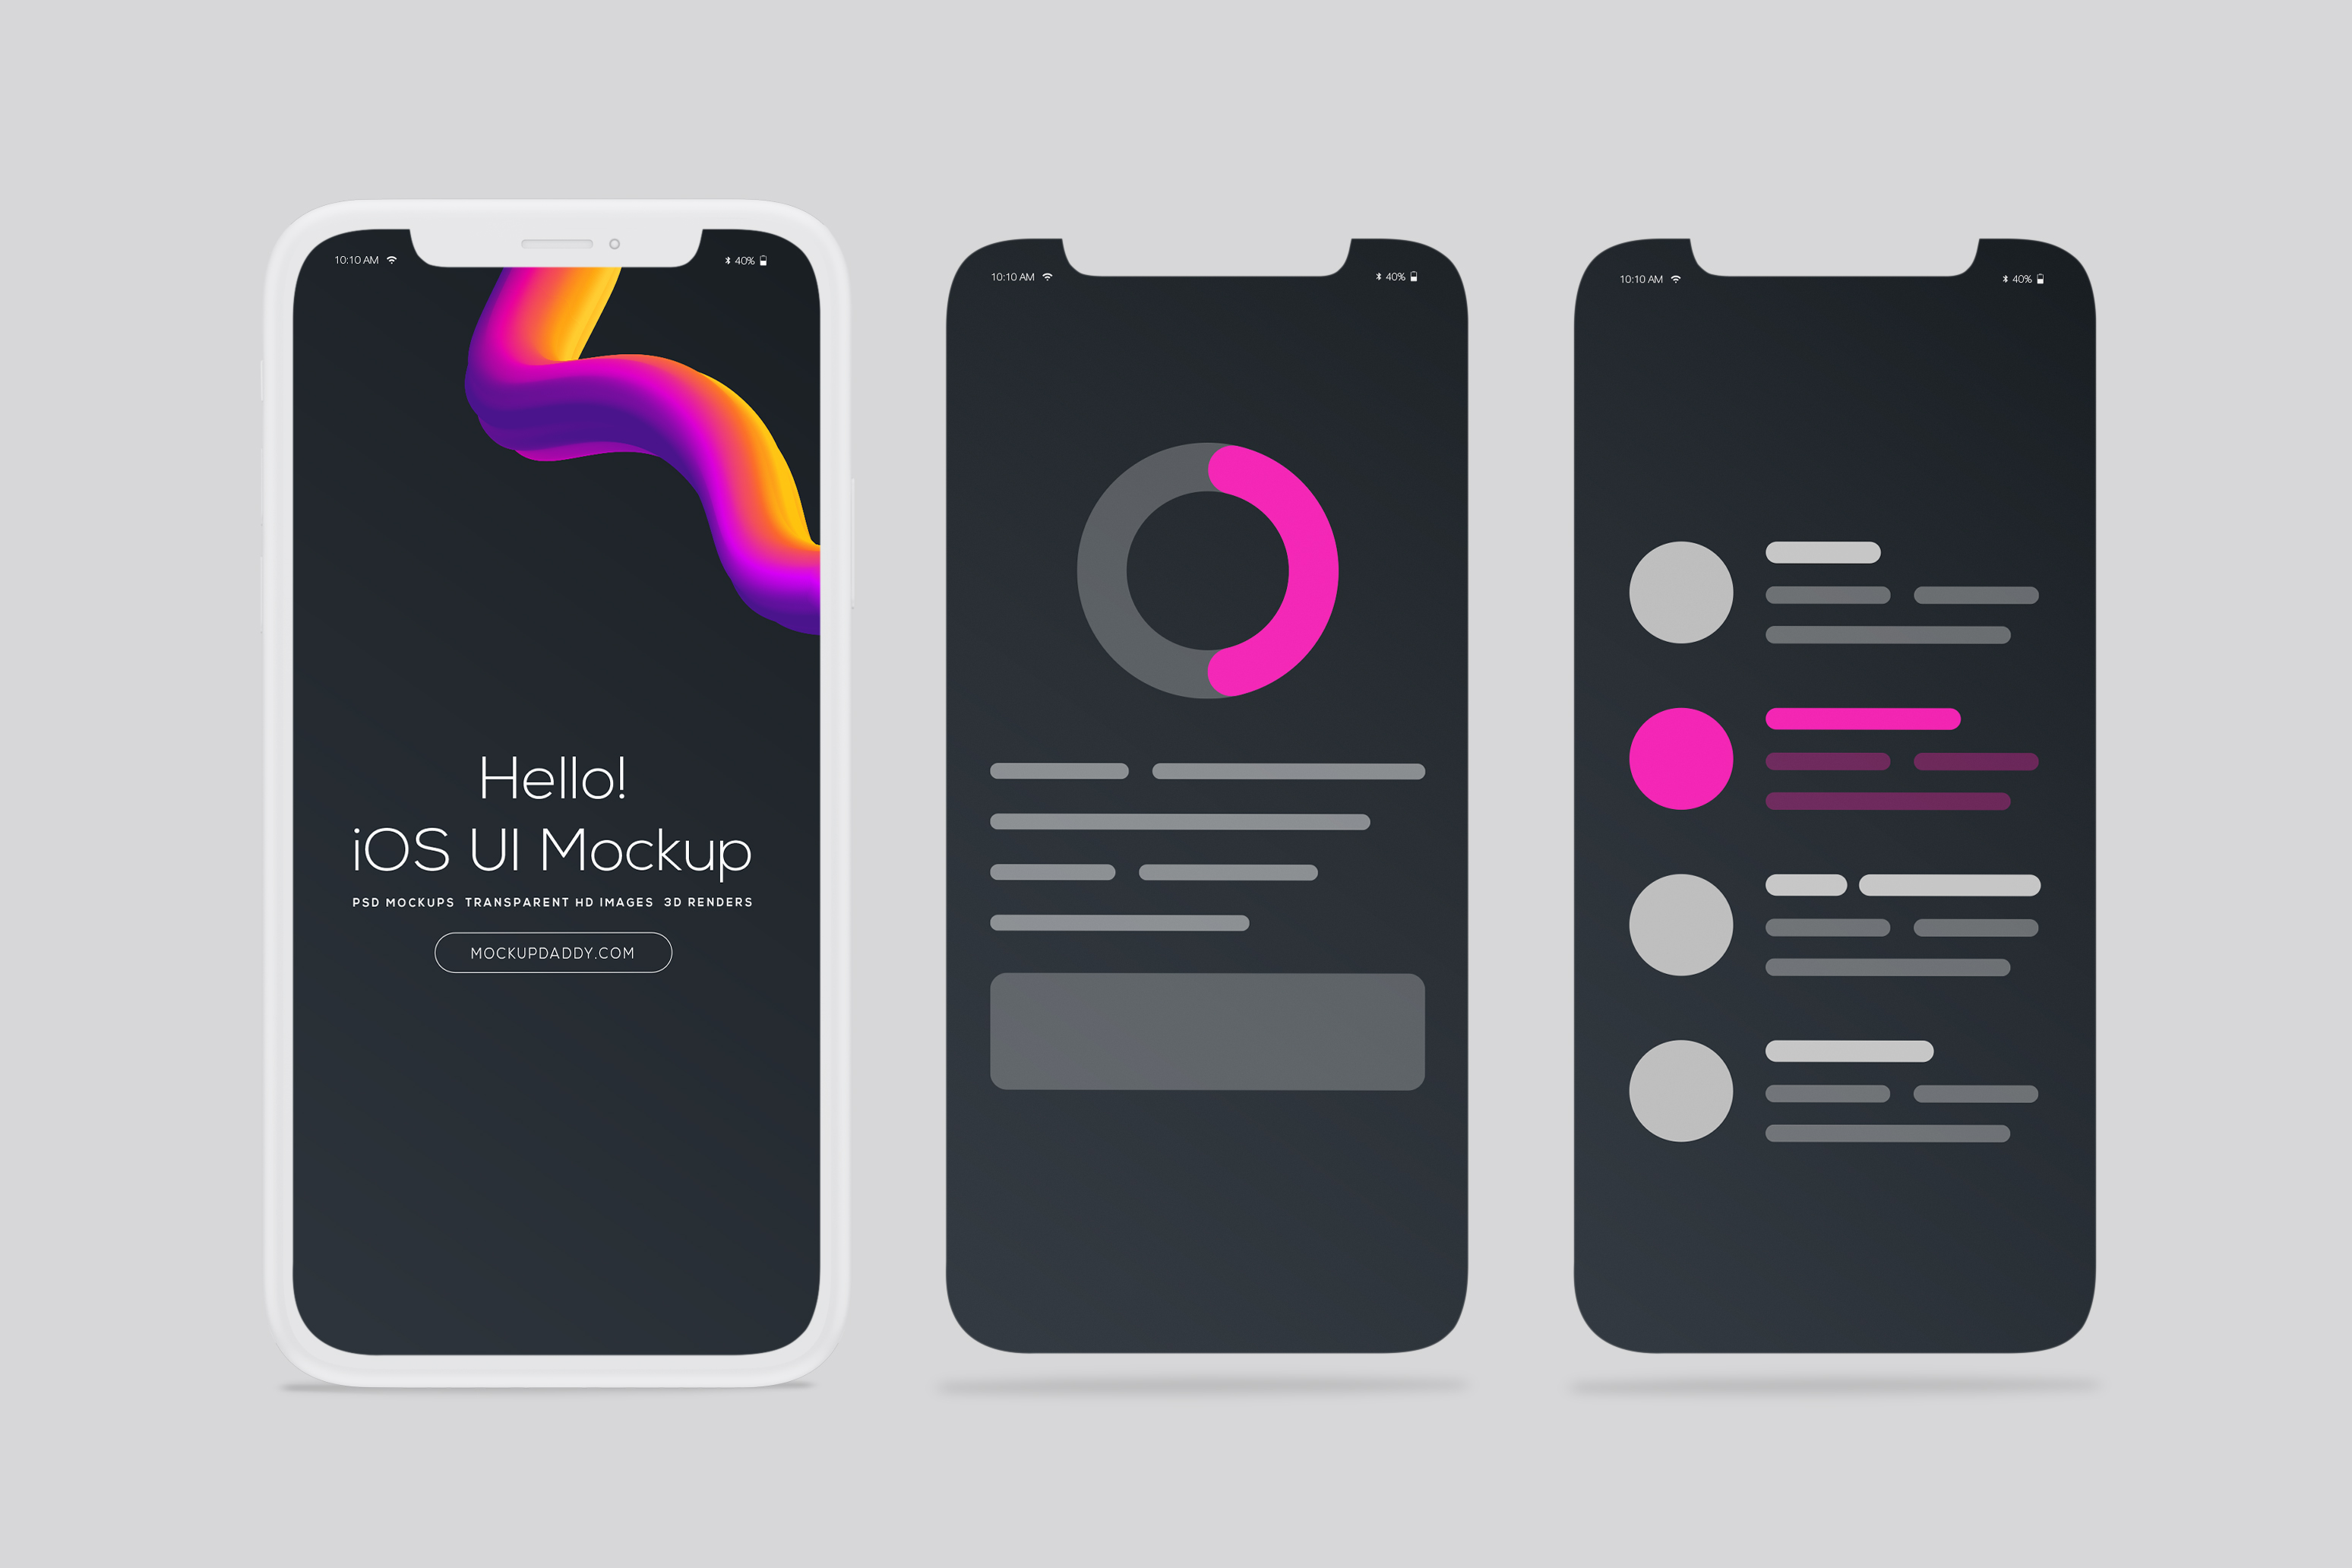 10:10 AM
40%
Hello!
iOS UI Mockup
PSD MOCKUPS TRANSPARENT HD IMAGES 3D RENDERS
MOCKUPDADDY.COM
10:10 AM
40%
10:10 AM
40%